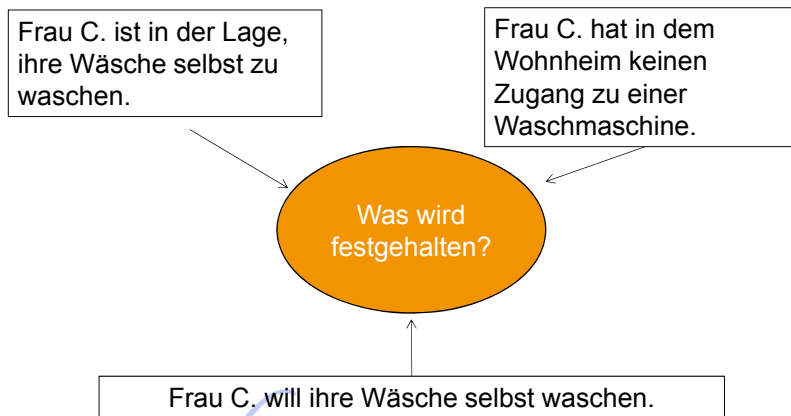 Frau C. ist in der Lage,
ihre Wäsche selbst zu
waschen.
Frau C. hat in dem
Wohnheim keinen
Zugang zu einer
Waschmaschine.
Was wird
festgehalten?
Frau C. will ihre Wäsche selbst waschen.